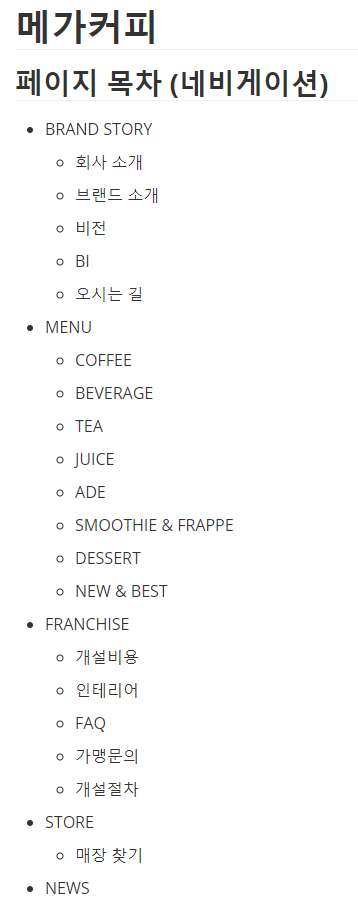 메가커피
페이지 목차 (네비게이션)
BRAND STORY
회사 소개
브랜드 소개
비전
BI
오시는 길
MENU
COFFEE
BEVERAGE
TEA
JUICE
ADE
SMOOTHIE & FRAPPE
DESSERT
NEW & BEST
FRANCHISE
개설비용
인테리어
FAQ
가맹문의
개설절차
STORE
매장 찾기
NEWS